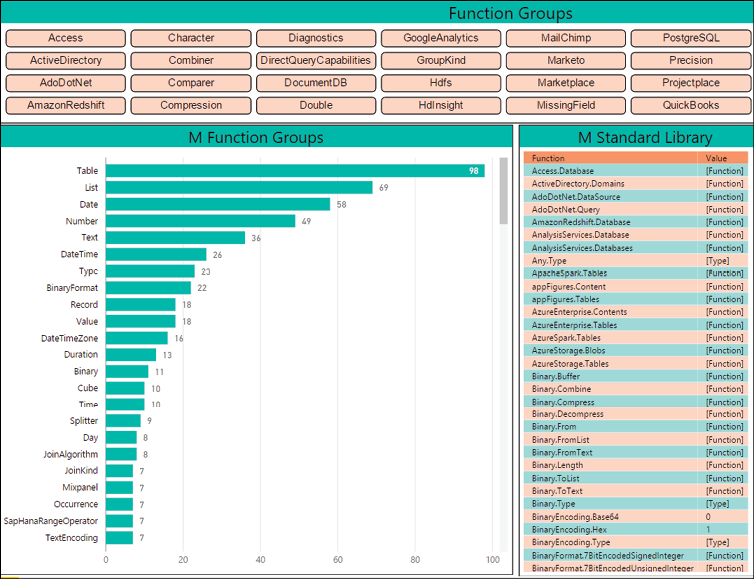 Function Groups
Access Character Diagnostics GoogleAnalytics MailChimp PostgreSQL
ActiveDirectory Combiner DirectQueryCapabilities GroupKind Marketo Precision
AdoDotNet Comparer DocumentDB Hdfs Marketplace Projectplace
AmazonRedshift Compression Double HdInsight MissingField QuickBooks
M Function Groups
Table 98
List 69
Date 58
Number 49
Text 36
DateTime 26
Type 23
BinaryFormat 22
Record 18
Value 18
DateTimeZone 16
Duration 13
Binary 11
Cube 10
Time 10
Splitter 9
Day 8
JoinAlgorithm 8
JoinKind 7
Mixpanel 7
Occurrence 7
SapHanaRangeOperator 7
TextEncoding 7
0 20 40 60 80 100
M Standard Library
Function Value
Access.Database [Function]
ActiveDirectory.Domains [Function]
AdoDotNet.DataSource [Function]
AdoDotNet.Query [Function]
AmazonRedshift.Database [Function]
AnalysisServices.Database [Function]
AnalysisServices.Databases [Function]
Any.Type [Type]
ApacheSpark.Tables [Function]
appFigures.Content [Function]
appFigures.Tables [Function]
AzureEnterprise.Contents [Function]
AzureEnterprise.Tables [Function]
AzureSpark.Tables [Function]
AzureStorage.Blobs [Function]
AzureStorage.Tables [Function]
Binary.Buffer [Function]
Binary.Combine [Function]
Binary.Compress [Function]
Binary.Decompress [Function]
Binary.From [Function]
Binary.FromList [Function]
Binary.FromText [Function]
Binary.Length [Function]
Binary.ToList [Function]
Binary.ToText [Function]
Binary.Type [Type]
BinaryEncoding.Base64 0
BinaryEncoding.Hex 1
BinaryEncoding.Type [Type]
BinaryFormat.7BitEncodedSignedInteger [Function]
BinaryFormat.7BitEncodedUnsignedInteger [Function]